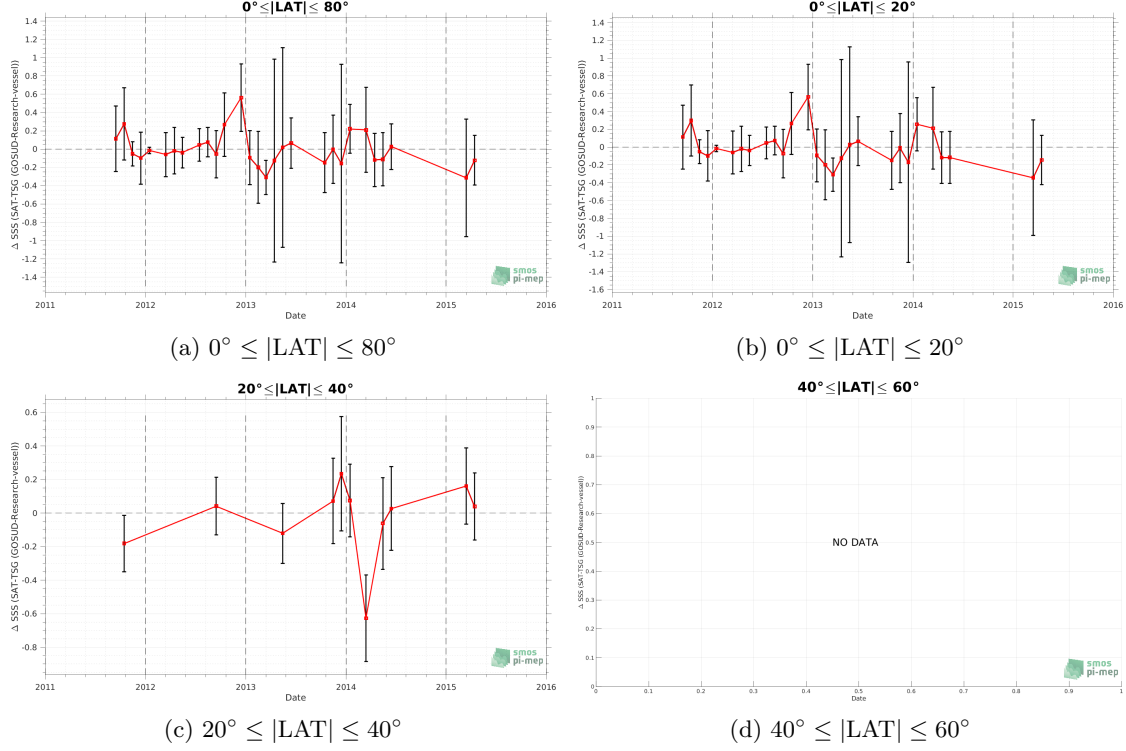 0°≤|LAT|≤ 80°
Δ SSS (SAT-TSG (GOSUD-Research-vessel))
1.4
1.2
1
0.8
0.6
0.4
0.2
0
-0.2
-0.4
-0.6
-0.8
-1
-1.2
-1.4
2011 2012 2013 2014 2015 2016
Date
smos
pi-mep
(a) 0° ≤ |LAT| ≤ 80°
0°≤|LAT|≤ 20°
Δ SSS (SAT-TSG (GOSUD-Research-vessel))
1.4
1.2
1
0.8
0.6
0.4
0.2
0
-0.2
-0.4
-0.6
-0.8
-1
-1.2
-1.4
-1.6
2011 2012 2013 2014 2015 2016
Date
smos
pi-mep
(b) 0° ≤ |LAT| ≤ 20°
20°≤|LAT|≤ 40°
Δ SSS (SAT-TSG (GOSUD-Research-vessel))
0.6
0.4
0.2
0
-0.2
-0.4
-0.6
-0.8
2011 2012 2013 2014 2015 2016
Date
smos
pi-mep
(c) 20° ≤ |LAT| ≤ 40°
40°≤|LAT|≤ 60°
Δ SSS (SAT-TSG (GOSUD-Research-vessel))
1
0.9
0.8
0.7
0.6
0.5
0.4
0.3
0.2
0.1
0
NO DATA
0 0.1 0.2 0.3 0.4 0.5 0.6 0.7 0.8 0.9 1
Date
smos
pi-mep
(d) 40° ≤ |LAT| ≤ 60°